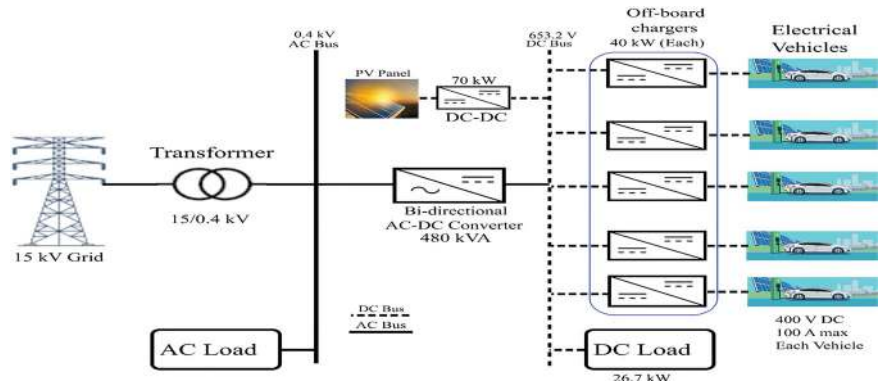 0.4 kV
AC Bus
653.2 V
DC Bus
Off-board
chargers
40 kW (Each)
Electrical
Vehicles
PV Panel
70 kW
DC-DC
Transformer
15/0.4 kV
15 kV Grid
Bi-directional
AC-DC Converter
480 kVA
DC Bus
AC Bus
AC Load
DC Load
26.7 kW
400 V DC
100 A max
Each Vehicle